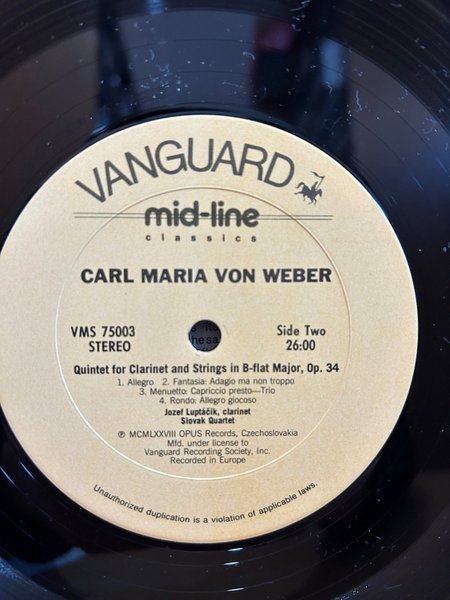 VANGUARD
mid-line
classics
CARL MARIA VON WEBER
VMS 75003 Side Two
STEREO 26:00
Quintet for Clarinet and Strings in B-flat Major, Op. 34
1. Allegro 2. Fantasia: Adagio ma non troppo
3. Menuetto: Capriccio presto—Trio
4. Rondo: Allegro giocoso
Jozef Luptáčik, clarinet
Slovak Quartet
℗ MCMLXXVIII OPUS Records, Czechoslovakia
Mfd. under license to
Vanguard Recording Society, Inc.
Recorded in Europe
Unauthorized duplication is a violation of applicable laws.